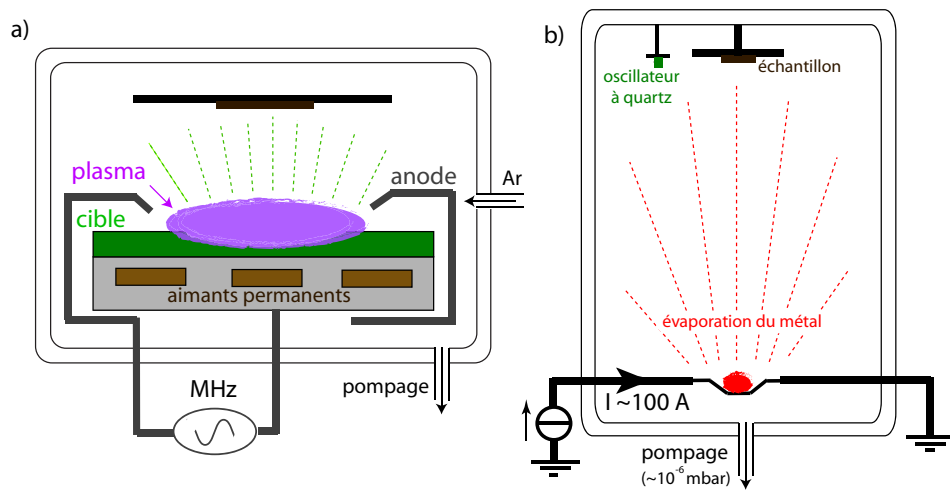 a)
plasma
anode
Ar
cible
aimants permanents
MHz
pompage
b)
oscillateur
à quartz
échantillon
évaporation du métal
I ~100 A
pompage
(~10⁻⁶ mbar)